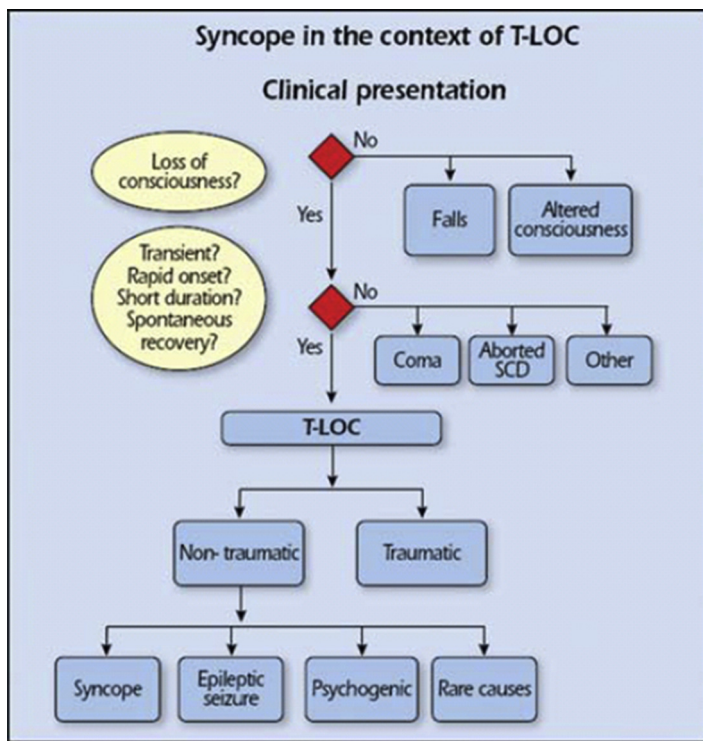 Syncope in the context of T-LOC
Clinical presentation
Loss of
consciousness?
No
Yes
Falls
Altered
consciousness
Transient?
Rapid onset?
Short duration?
Spontaneous
recovery?
No
Yes
Coma
Aborted
SCD
Other
T-LOC
Non- traumatic
Traumatic
Syncope
Epileptic
seizure
Psychogenic
Rare causes